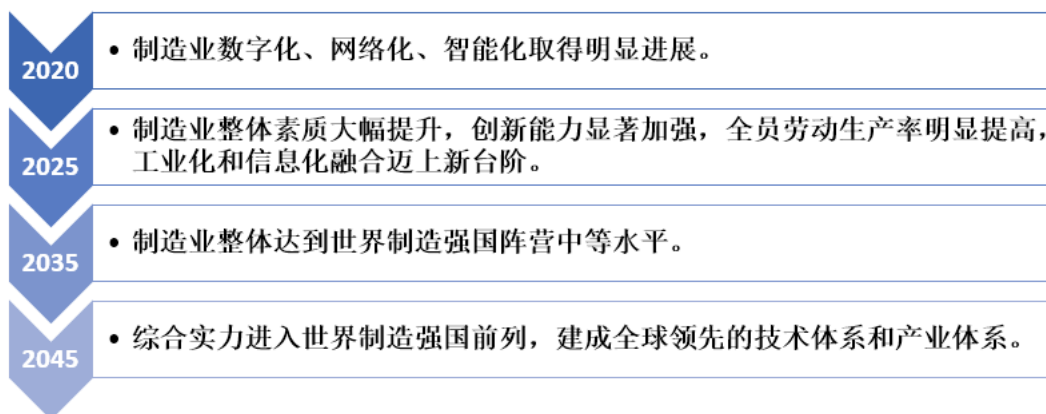 2020
• 制造业数字化、网络化、智能化取得明显进展。
2025
• 制造业整体素质大幅提升，创新能力显著加强，全员劳动生产率明显提高，
工业化和信息化融合迈上新台阶。
2035
• 制造业整体达到世界制造强国阵营中等水平。
2045
• 综合实力进入世界制造强国前列，建成全球领先的技术体系和产业体系。